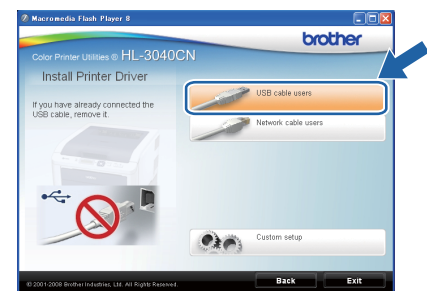 Macromedia Flash Player 8
brother
Color Printer Utilities ® HL-3040CN
Install Printer Driver
If you have already connected the
USB cable, remove it.
USB cable users
Network cable users
Custom setup
© 2001-2008 Brother Industries, Ltd. All Rights Reserved.
Back
Exit